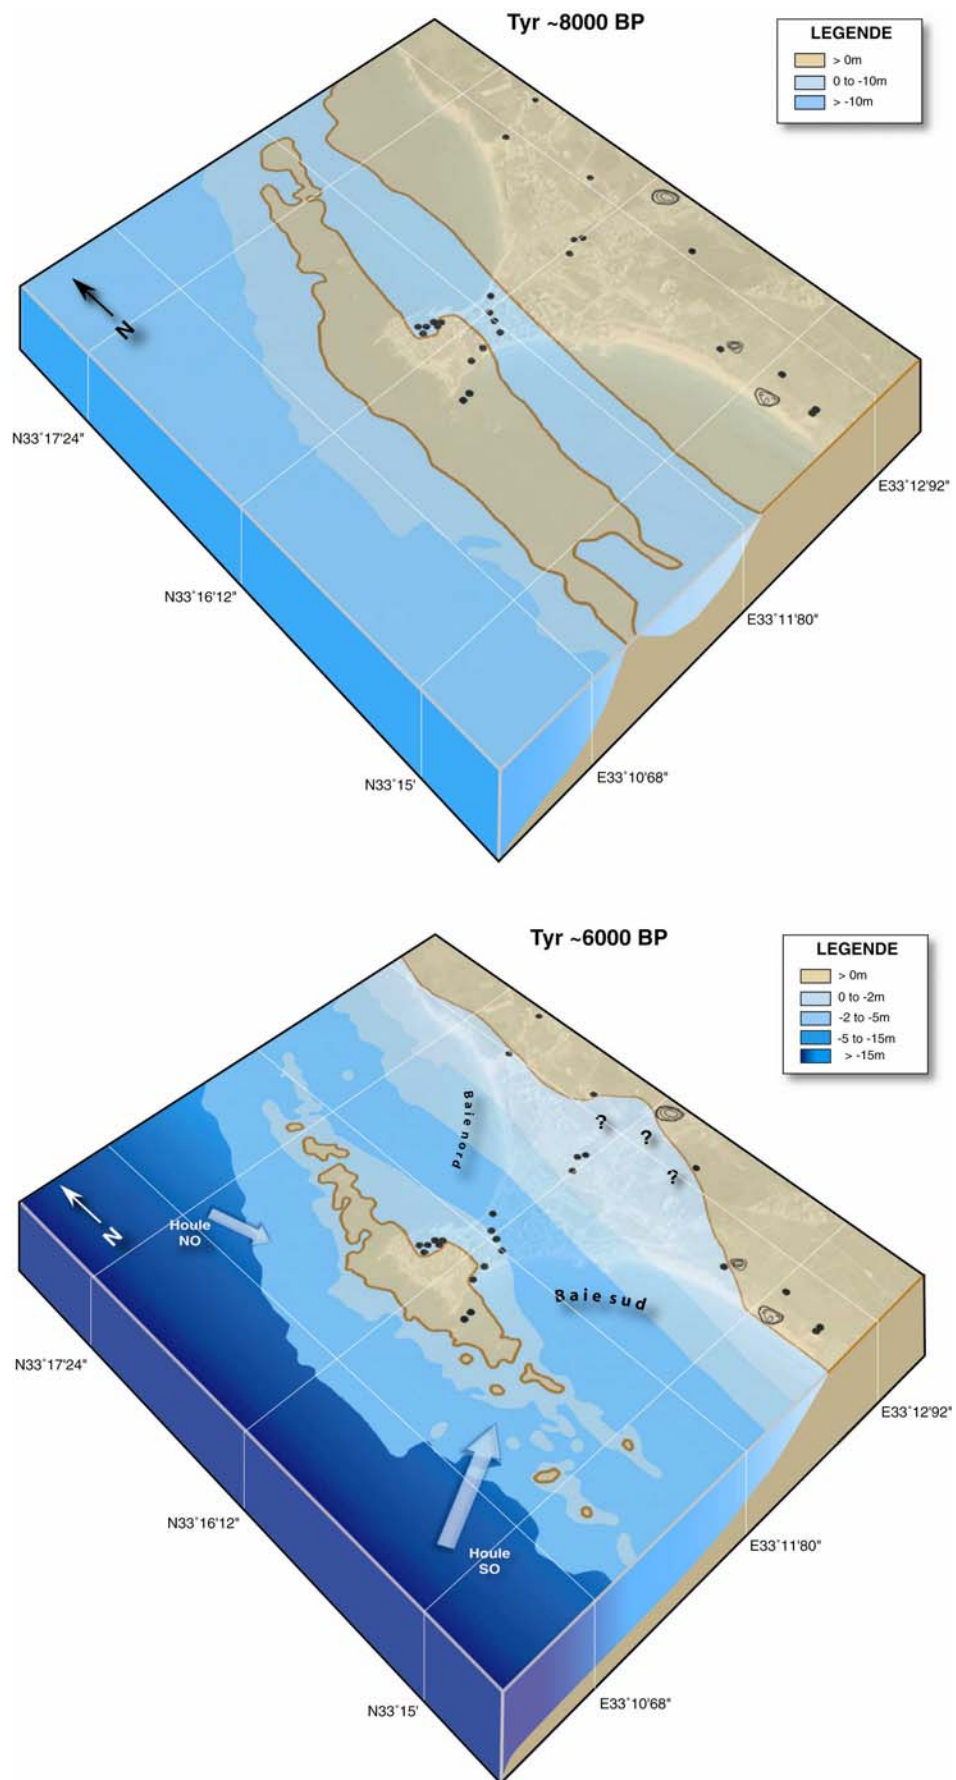 Tyr ~8000 BP
LEGENDE
> 0m
0 to -10m
> -10m
N
N33°17'24"
E33°12'92"
N33°16'12"
E33°11'80"
N33°15'
E33°10'68"
Tyr ~6000 BP
LEGENDE
> 0m
0 to -2m
-2 to -5m
-5 to -15m
> -15m
Baie nord
?
?
?
N
Houle
NO
Baie sud
N33°17'24"
E33°12'92"
N33°16'12"
Houle
SO
E33°11'80"
N33°15'
E33°10'68"